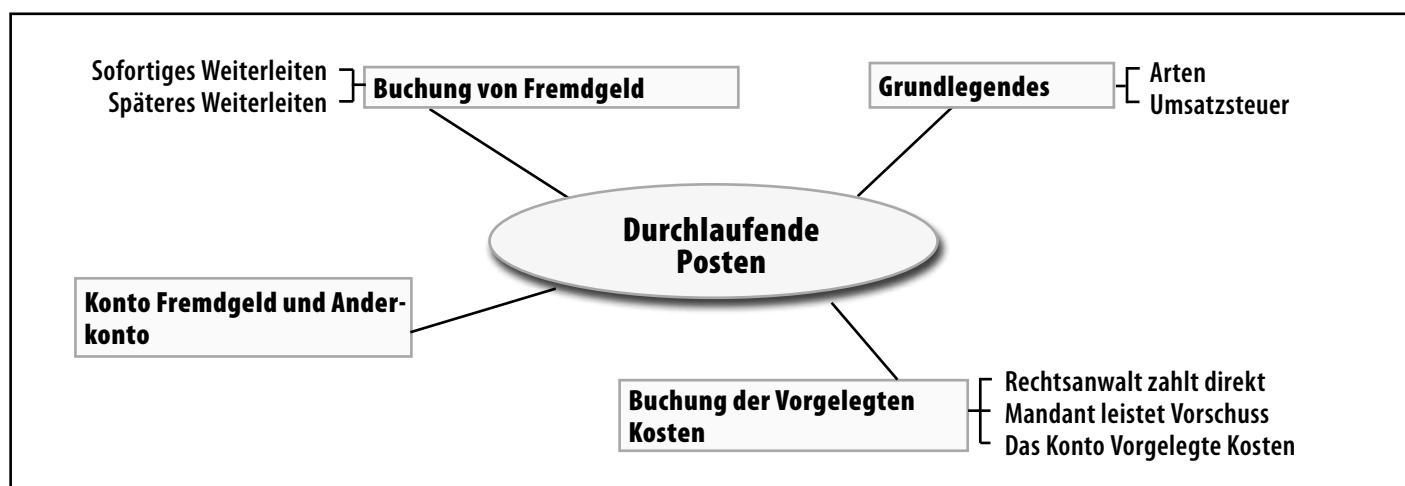 Sofortiges Weiterleiten
Späteres Weiterleiten
Buchung von Fremdgeld
Grundlegendes
Arten
Umsatzsteuer
Durchlaufende
Posten
Konto Fremdgeld und Ander-
konto
Buchung der Vorgelegten
Kosten
Rechtsanwalt zahlt direkt
Mandant leistet Vorschuss
Das Konto Vorgelegte Kosten